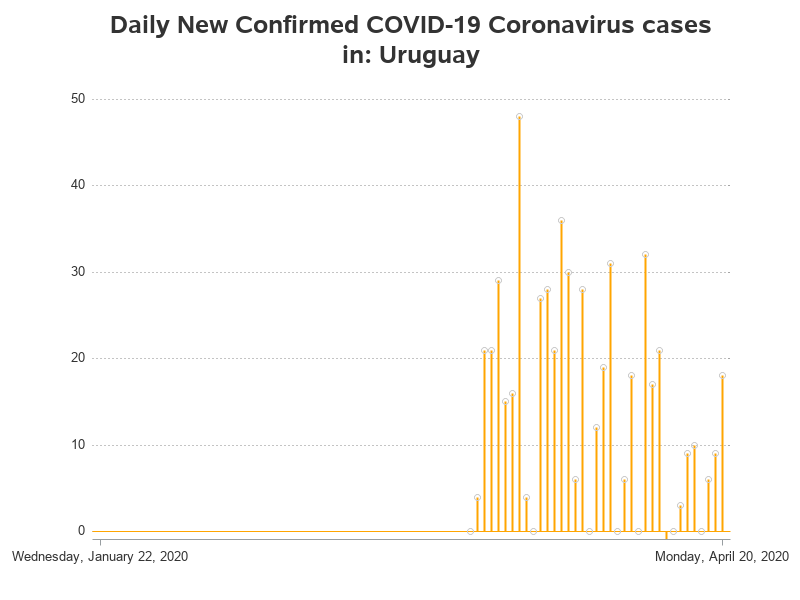 Daily New Confirmed COVID-19 Coronavirus cases
in: Uruguay
50
40
30
20
10
0
Wednesday, January 22, 2020
Monday, April 20, 2020